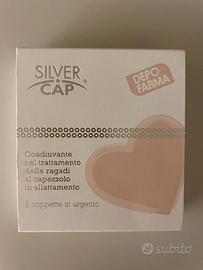 SILVER
CAP
DEPO
FARMA
Coadiuvante
nel trattamento
delle ragadi
al capezzolo
in allattamento
2 coppette in argento
subito